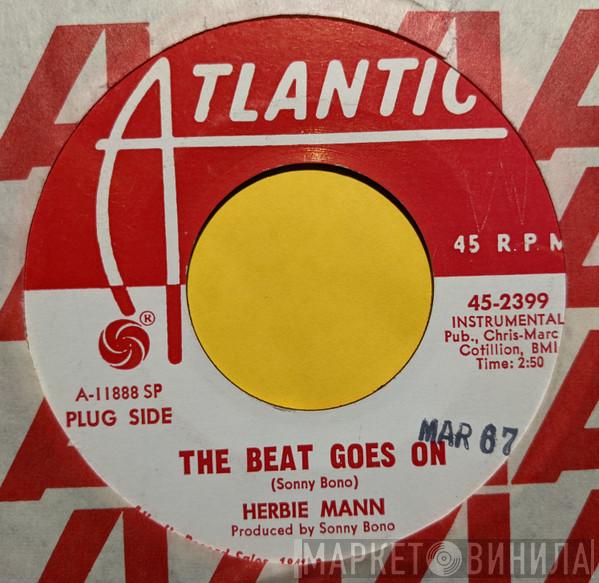 ATLANTIC
45 R.P.M
45-2399
INSTRUMENTAL
Pub., Chris-Marc
Cotillion, BMI
Time: 2:50
®
A-11888 SP
PLUG SIDE
MAR 67
THE BEAT GOES ON
(Sonny Bono)
HERBIE MANN
Produced by Sonny Bono
Sales
МАРКЕТ ВИНИЛА